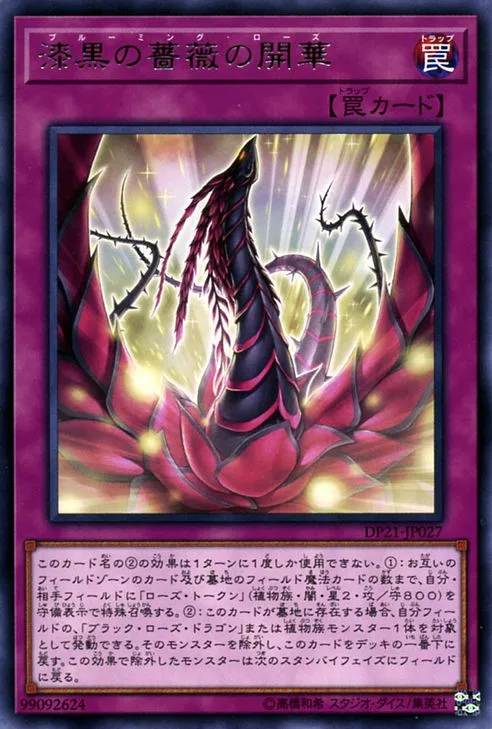 ブルーミング・ローズ
漆黒の薔薇の開華
トラップ
罠
トラップ
【罠カード】
DP21-JP027
このカード名の②の効果は１ターンに１度しか使用できない。①：お互いの
フィールドゾーンのカード及び墓地のフィールド魔法カードの数まで、自分・
相手フィールドに「ローズ・トークン」（植物族・闇・星２・攻／守８００）を
守備表示で特殊召喚する。②：このカードが墓地に存在する場合、自分フィー
ルドの、「ブラック・ローズ・ドラゴン」または植物族モンスター１体を対象
として発動できる。そのモンスターを除外し、このカードをデッキの一番下に
戻す。この効果で除外したモンスターは次のスタンバイフェイズにフィールド
に戻る。
99092624
©高橋和希 スタジオ・ダイス／集英社